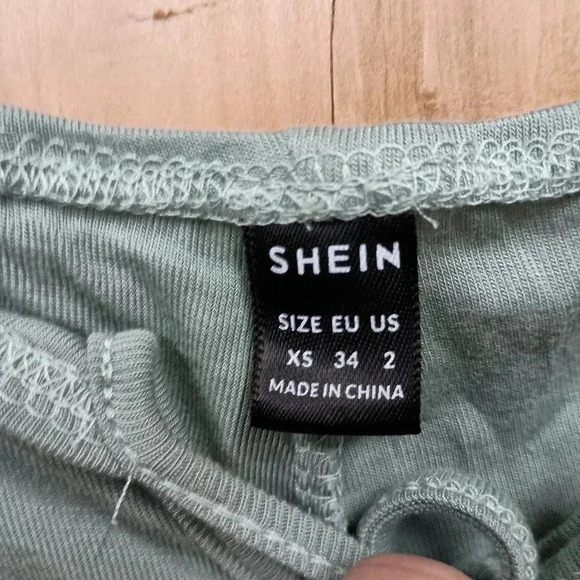 SHEIN
SIZE EU US
XS 34 2
MADE IN CHINA